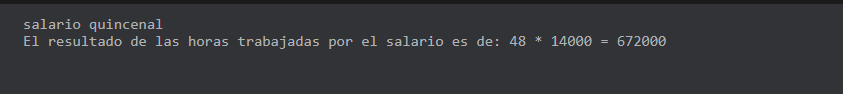 salario quincenal
El resultado de las horas trabajadas por el salario es de: 48 * 14000 = 672000